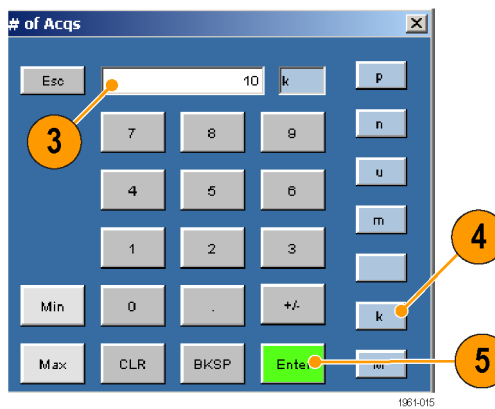 # of Acqs
Esc 10 k p
3
7 8 9 n
4 5 6 u
m
1 2 3
4
Min 0 . +/- k
Max CLR BKSP Enter
5
1961-015